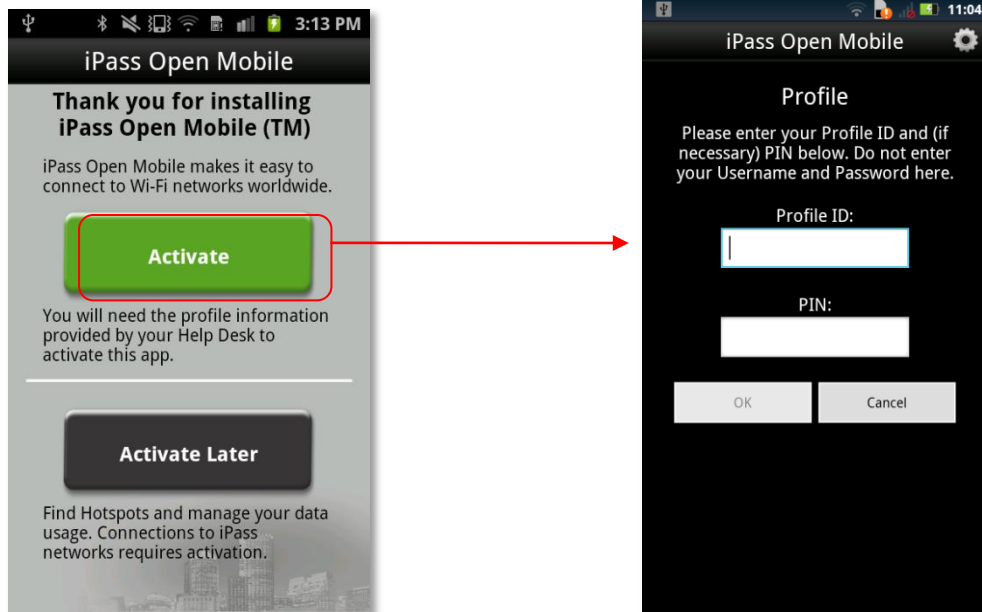 3:13 PM
iPass Open Mobile
Thank you for installing
iPass Open Mobile (TM)
iPass Open Mobile makes it easy to
connect to Wi-Fi networks worldwide.
Activate
You will need the profile information
provided by your Help Desk to
activate this app.
Activate Later
Find Hotspots and manage your data
usage. Connections to iPass
networks requires activation.
11:04
iPass Open Mobile
Profile
Please enter your Profile ID and (if
necessary) PIN below. Do not enter
your Username and Password here.
Profile ID:
PIN:
OK
Cancel